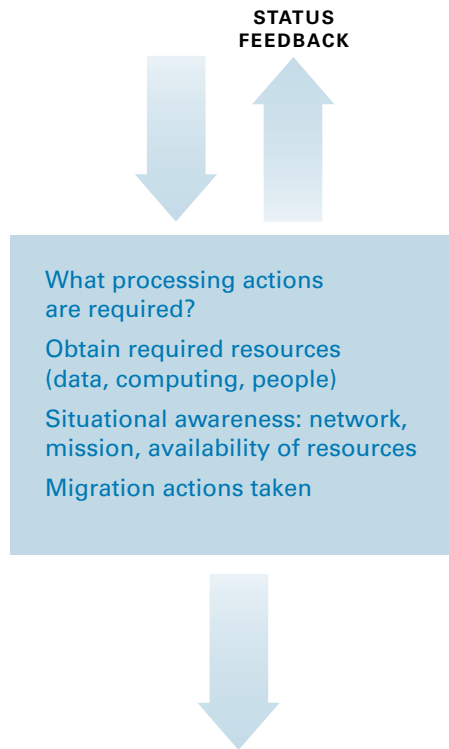 STATUS
FEEDBACK
What processing actions
are required?
Obtain required resources
(data, computing, people)
Situational awareness: network,
mission, availability of resources
Migration actions taken